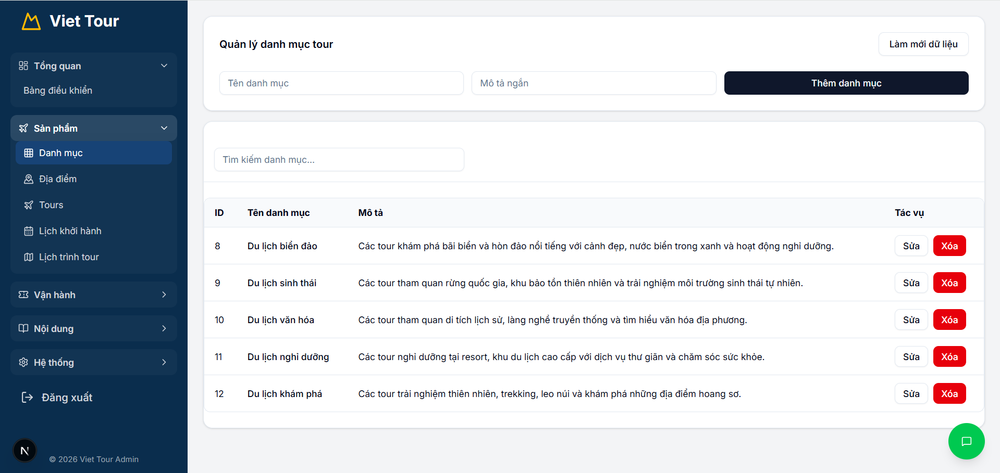 Viet Tour
Tổng quan
Bảng điều khiển
Sản phẩm
Danh mục
Địa điểm
Tours
Lịch khởi hành
Lịch trình tour
Vận hành
Nội dung
Hệ thống
Đăng xuất
N
© 2026 Viet Tour Admin
Quản lý danh mục tour
Làm mới dữ liệu
Tên danh mục
Mô tả ngắn
Thêm danh mục
Tìm kiếm danh mục...
ID Tên danh mục Mô tả Tác vụ
8 Du lịch biển đảo Các tour khám phá bãi biển và hòn đảo nổi tiếng với cảnh đẹp, nước biển trong xanh và hoạt động nghỉ dưỡng. Sửa Xóa
9 Du lịch sinh thái Các tour tham quan rừng quốc gia, khu bảo tồn thiên nhiên và trải nghiệm môi trường sinh thái tự nhiên. Sửa Xóa
10 Du lịch văn hóa Các tour tham quan di tích lịch sử, làng nghề truyền thống và tìm hiểu văn hóa địa phương. Sửa Xóa
11 Du lịch nghỉ dưỡng Các tour nghỉ dưỡng tại resort, khu du lịch cao cấp với dịch vụ thư giãn và chăm sóc sức khỏe. Sửa Xóa
12 Du lịch khám phá Các tour trải nghiệm thiên nhiên, trekking, leo núi và khám phá những địa điểm hoang sơ. Sửa Xóa